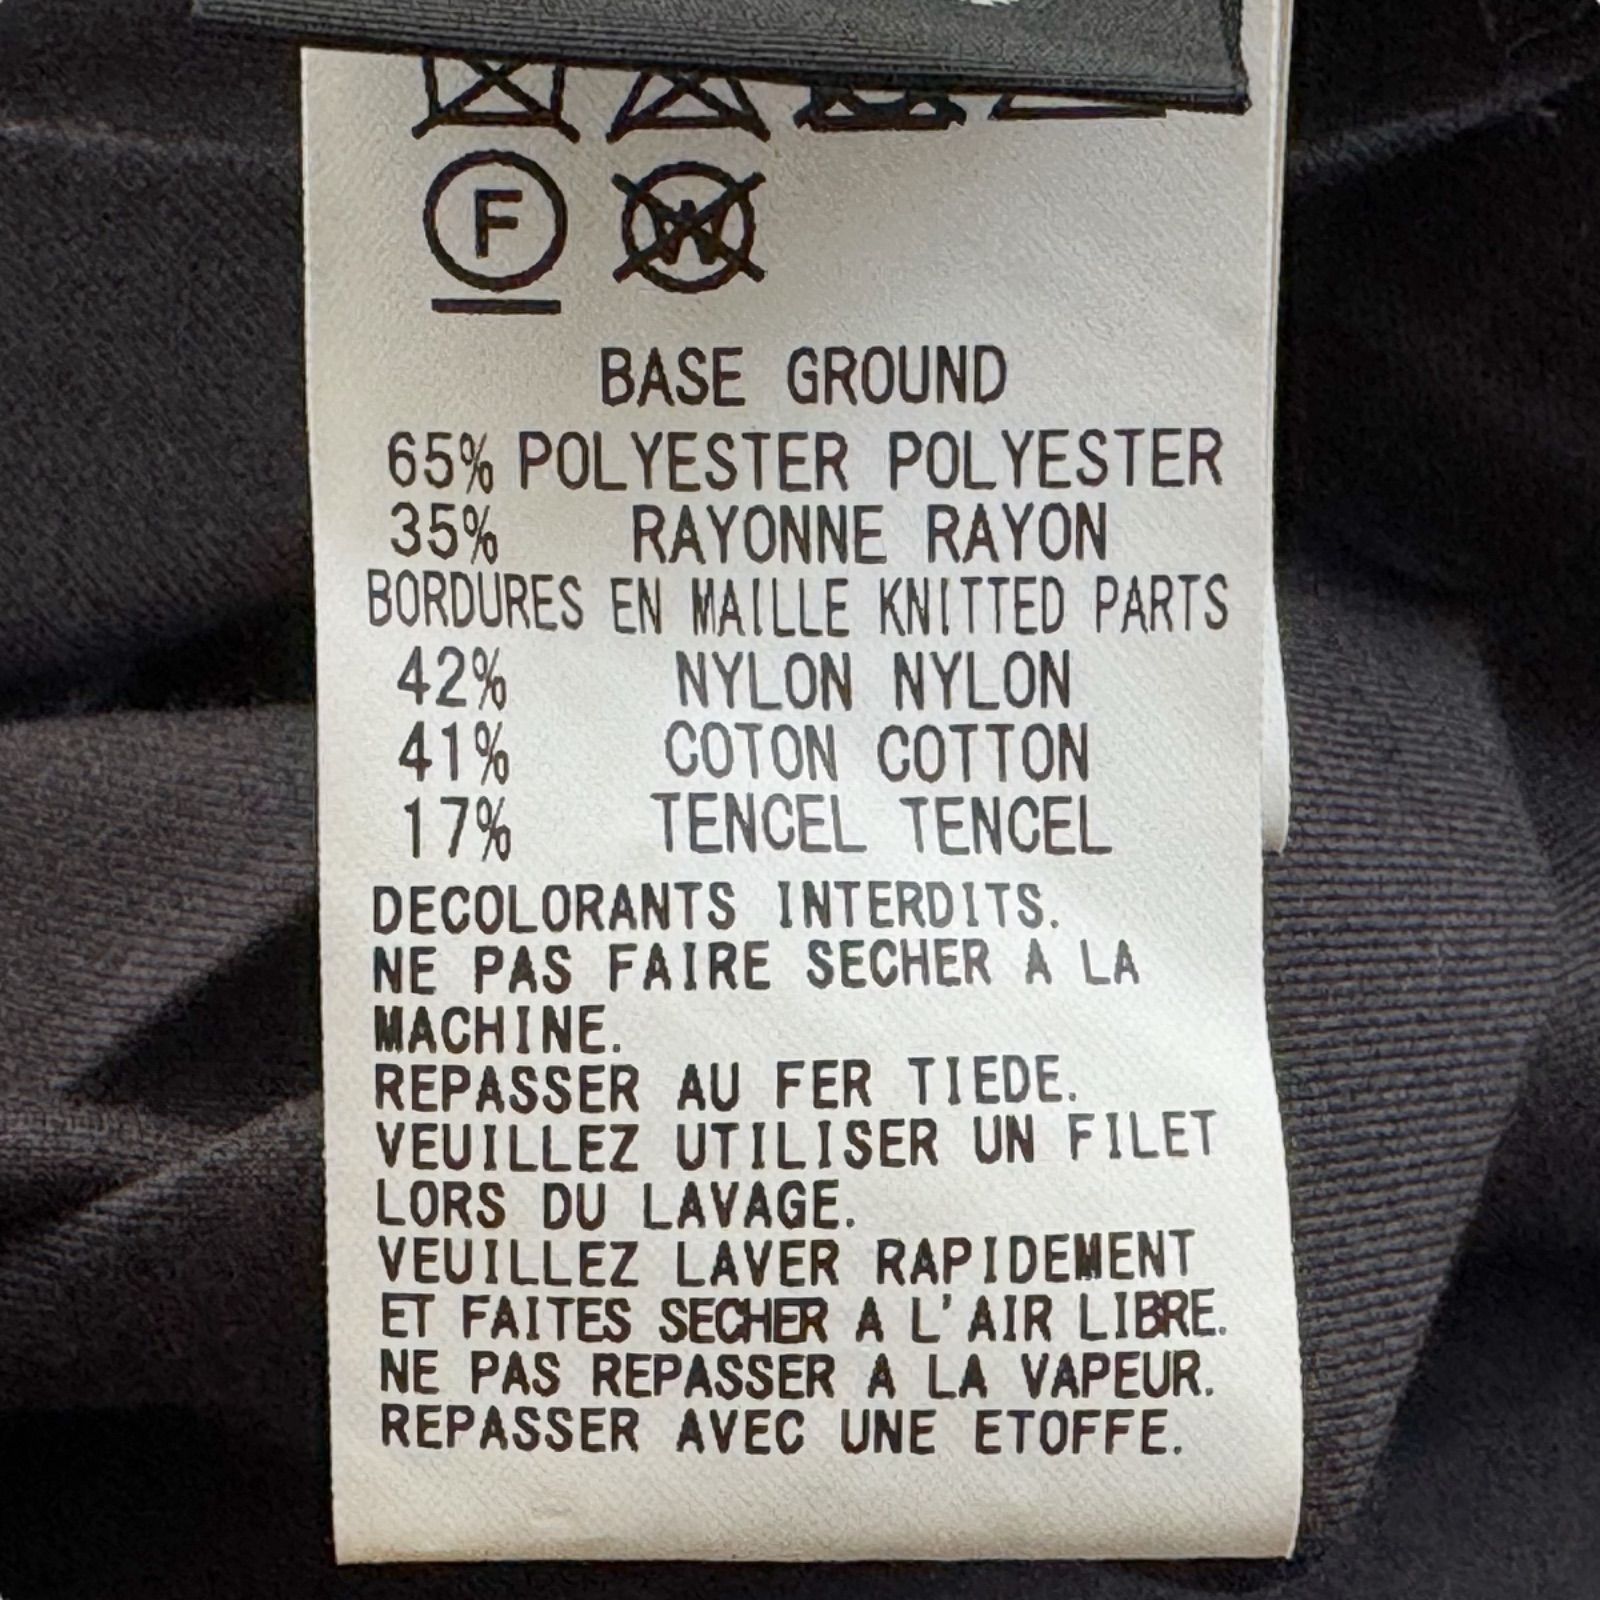 F W
BASE GROUND
65% POLYESTER POLYESTER
35% RAYONNE RAYON
BORDURES EN MAILLE KNITTED PARTS
42% NYLON NYLON
41% COTON COTTON
17% TENCEL TENCEL
DECOLORANTS INTERDITS.
NE PAS FAIRE SECHER A LA
MACHINE.
REPASSER AU FER TIEDE.
VEUILLEZ UTILISER UN FILET
LORS DU LAVAGE.
VEUILLEZ LAVER RAPIDEMENT
ET FAITES SECHER A L'AIR LIBRE.
NE PAS REPASSER A LA VAPEUR.
REPASSER AVEC UNE ETOFFE.